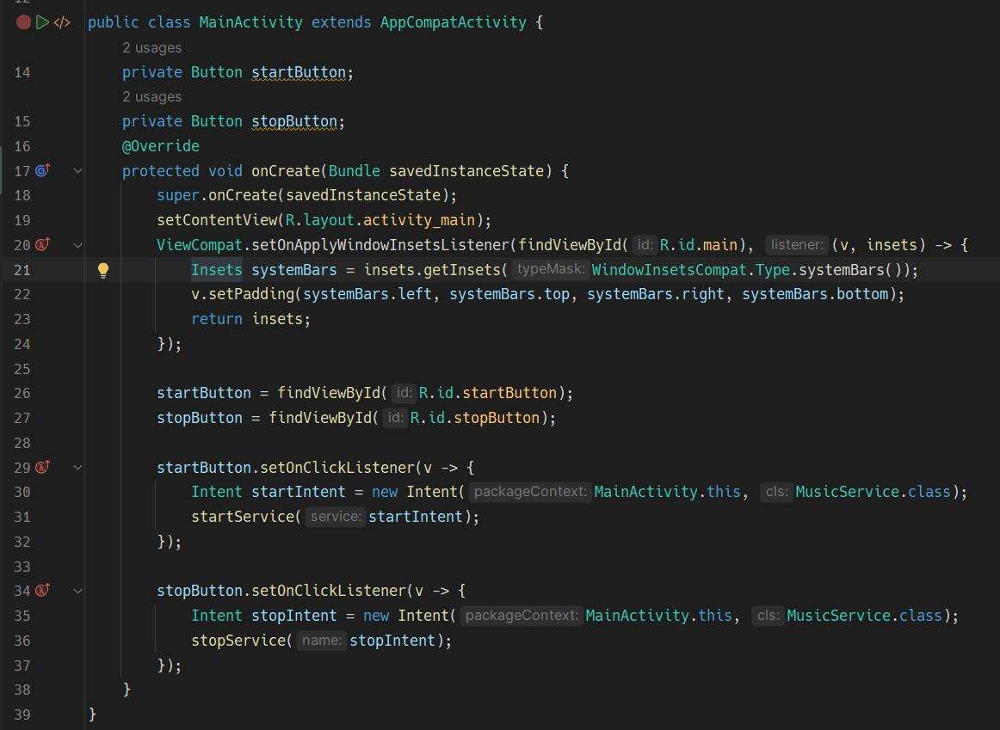 12
public class MainActivity extends AppCompatActivity {
2 usages
14 private Button startButton;
2 usages
15 private Button stopButton;
16 @Override
17 protected void onCreate(Bundle savedInstanceState) {
18 super.onCreate(savedInstanceState);
19 setContentView(R.layout.activity_main);
20 ViewCompat.setOnApplyWindowInsetsListener(findViewById( id: R.id.main), listener: (v, insets) -> {
21 Insets systemBars = insets.getInsets( typeMask: WindowInsetsCompat.Type.systemBars());
22 v.setPadding(systemBars.left, systemBars.top, systemBars.right, systemBars.bottom);
23 return insets;
24 });
25
26 startButton = findViewById( id: R.id.startButton);
27 stopButton = findViewById( id: R.id.stopButton);
28
29 startButton.setOnClickListener(v -> {
30 Intent startIntent = new Intent( packageContext: MainActivity.this, cls: MusicService.class);
31 startService( service: startIntent);
32 });
33
34 stopButton.setOnClickListener(v -> {
35 Intent stopIntent = new Intent( packageContext: MainActivity.this, cls: MusicService.class);
36 stopService( name: stopIntent);
37 });
38 }
39 }